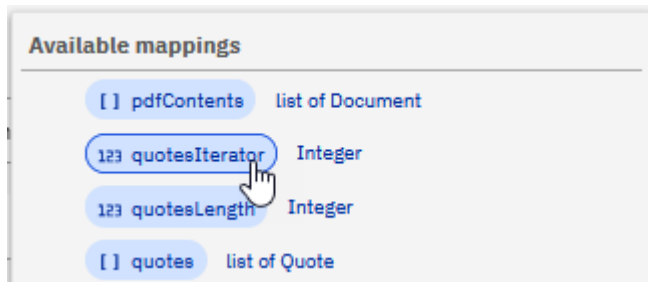 Available mappings
[ ] pdfContents list of Document
123 quotesIterator Integer
123 quotesLength Integer
[ ] quotes list of Quote